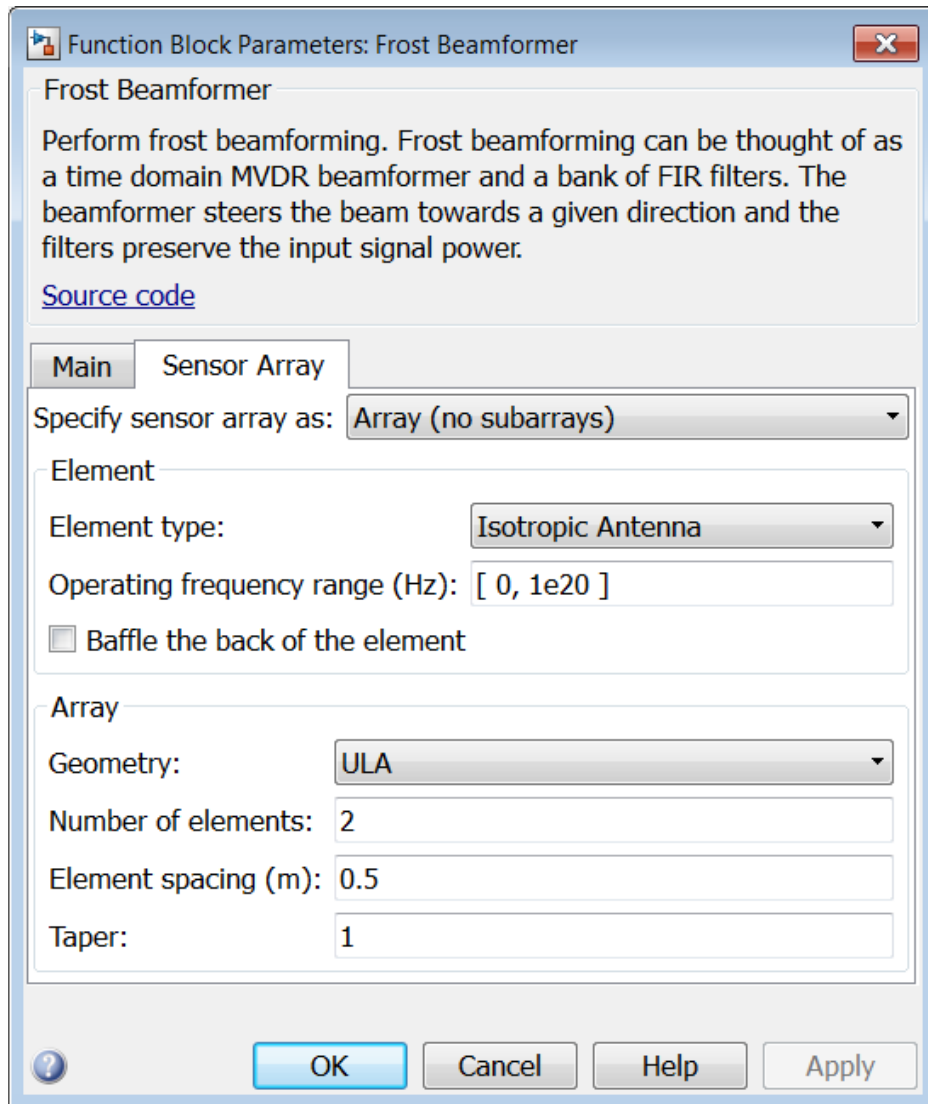 Function Block Parameters: Frost Beamformer
Frost Beamformer
Perform frost beamforming. Frost beamforming can be thought of as
a time domain MVDR beamformer and a bank of FIR filters. The
beamformer steers the beam towards a given direction and the
filters preserve the input signal power.
Source code
Main Sensor Array
Specify sensor array as: Array (no subarrays)
Element
Element type: Isotropic Antenna
Operating frequency range (Hz): [ 0, 1e20 ]
Baffle the back of the element
Array
Geometry: ULA
Number of elements: 2
Element spacing (m): 0.5
Taper: 1
? OK Cancel Help Apply